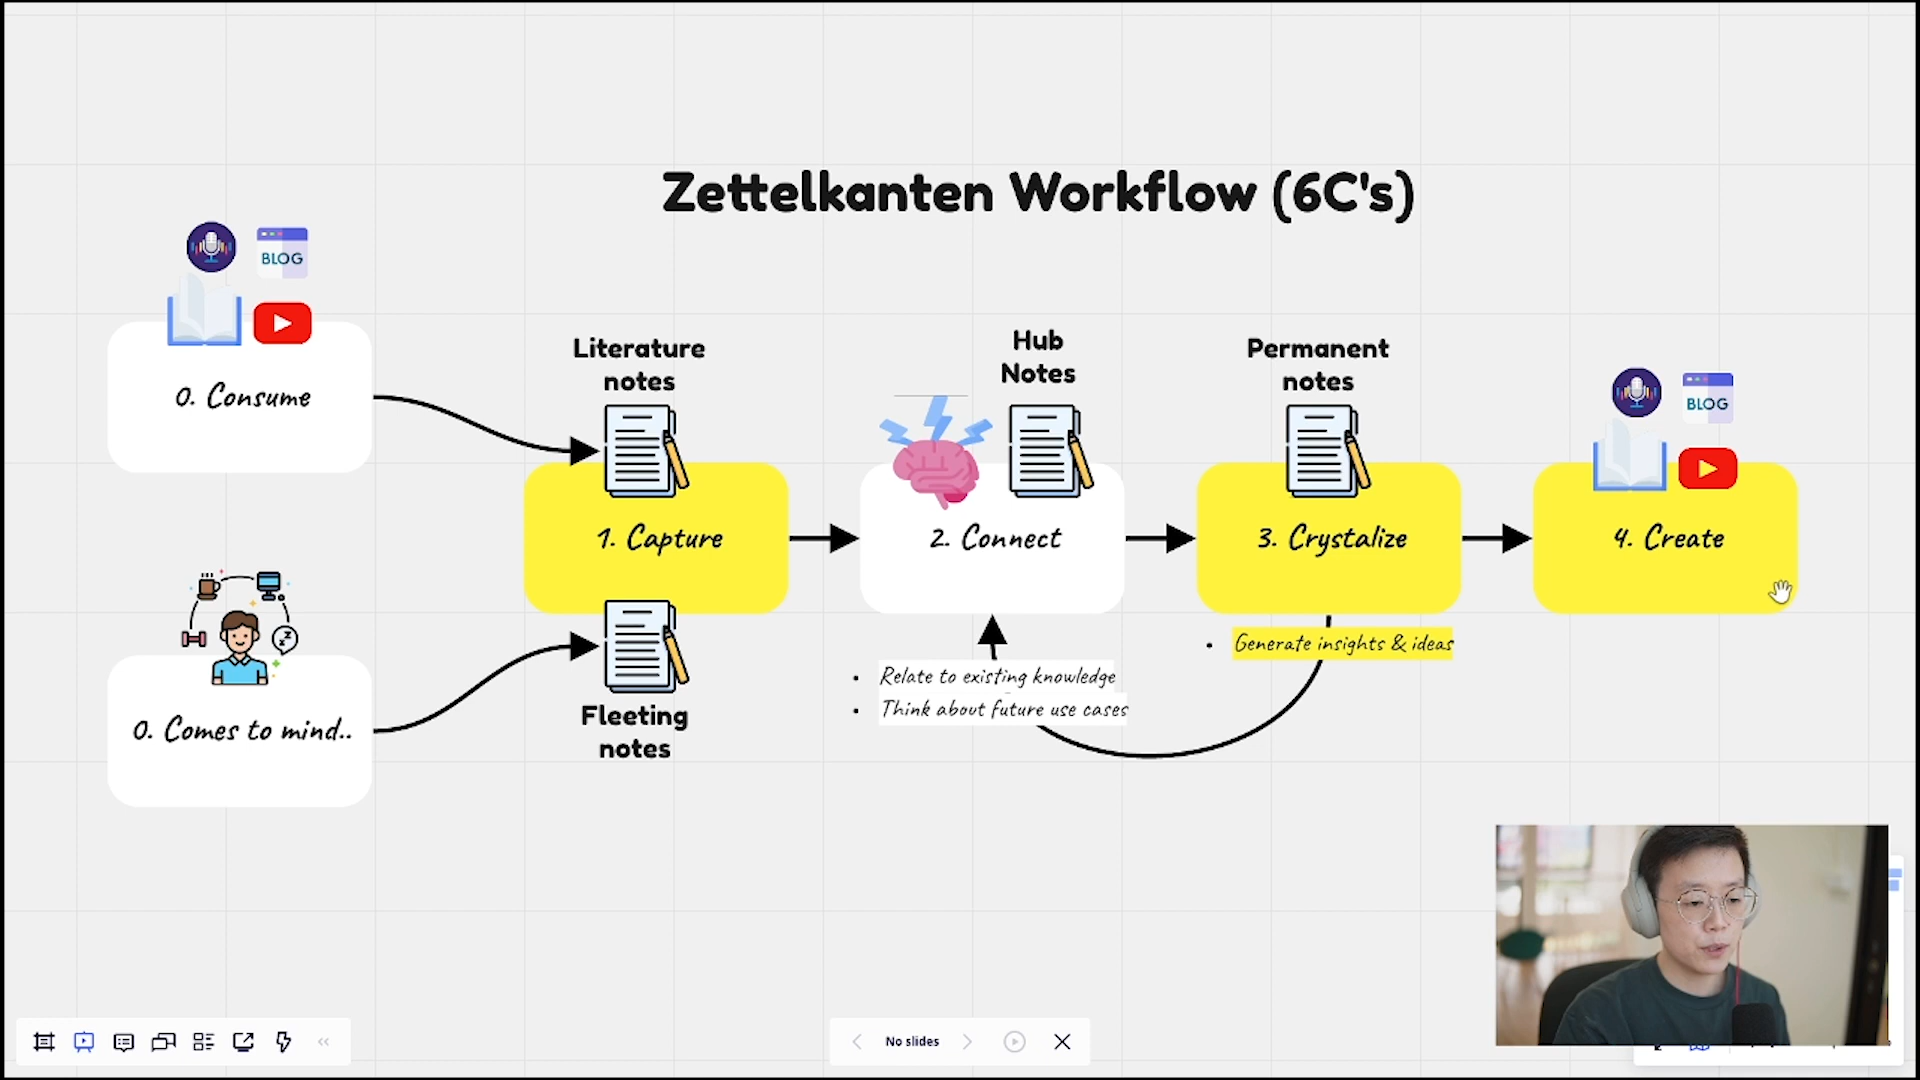 Zettelkanten Workflow (6C's)
BLOG
0. Consume
0. Comes to mind..
Literature
notes
1. Capture
Fleeting
notes
Hub
Notes
2. Connect
Relate to existing knowledge
Think about future use cases
Permanent
notes
3. Crystalize
Generate insights & ideas
BLOG
4. Create
No slides